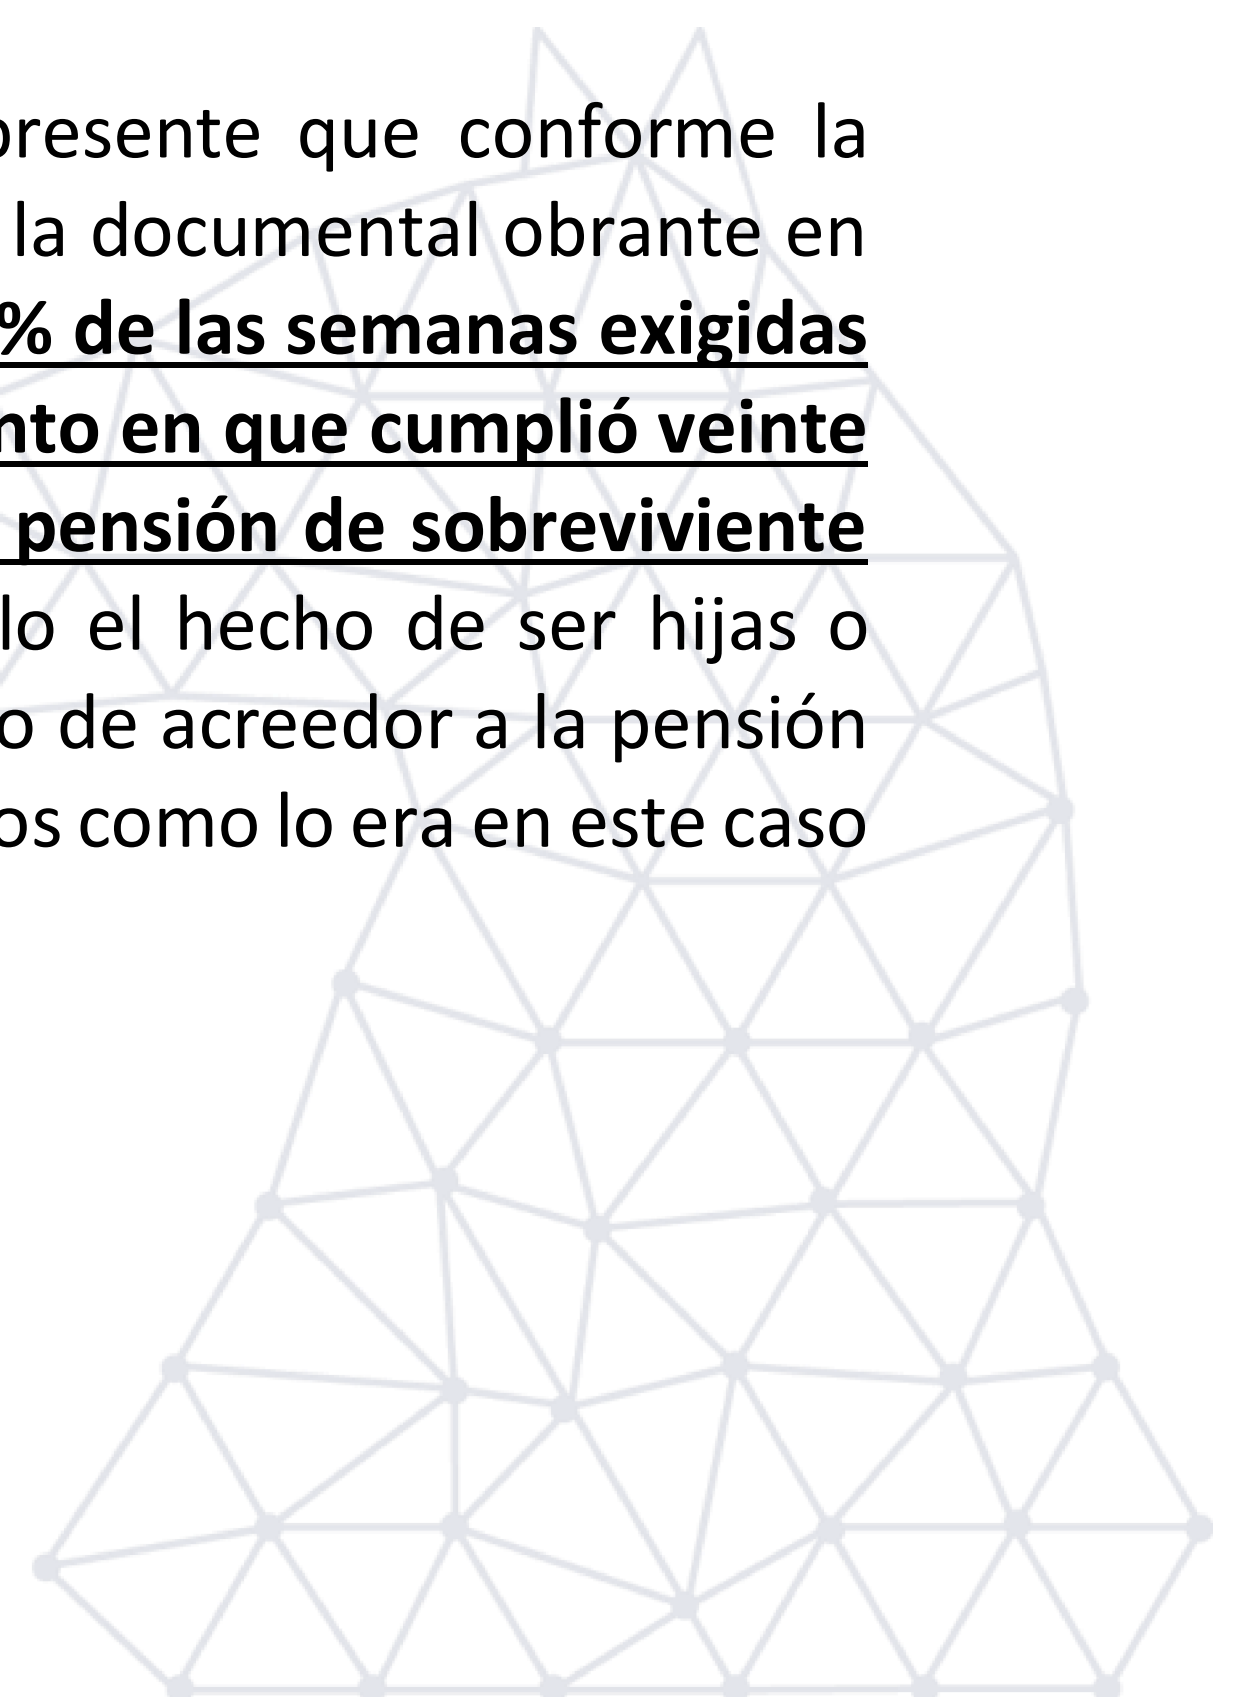 presente que conforme la
la documental obrante en
% de las semanas exigidas
nto en que cumplió veinte
pensión de sobreviviente
lo el hecho de ser hijas o
o de acreedor a la pensión
os como lo era en este caso